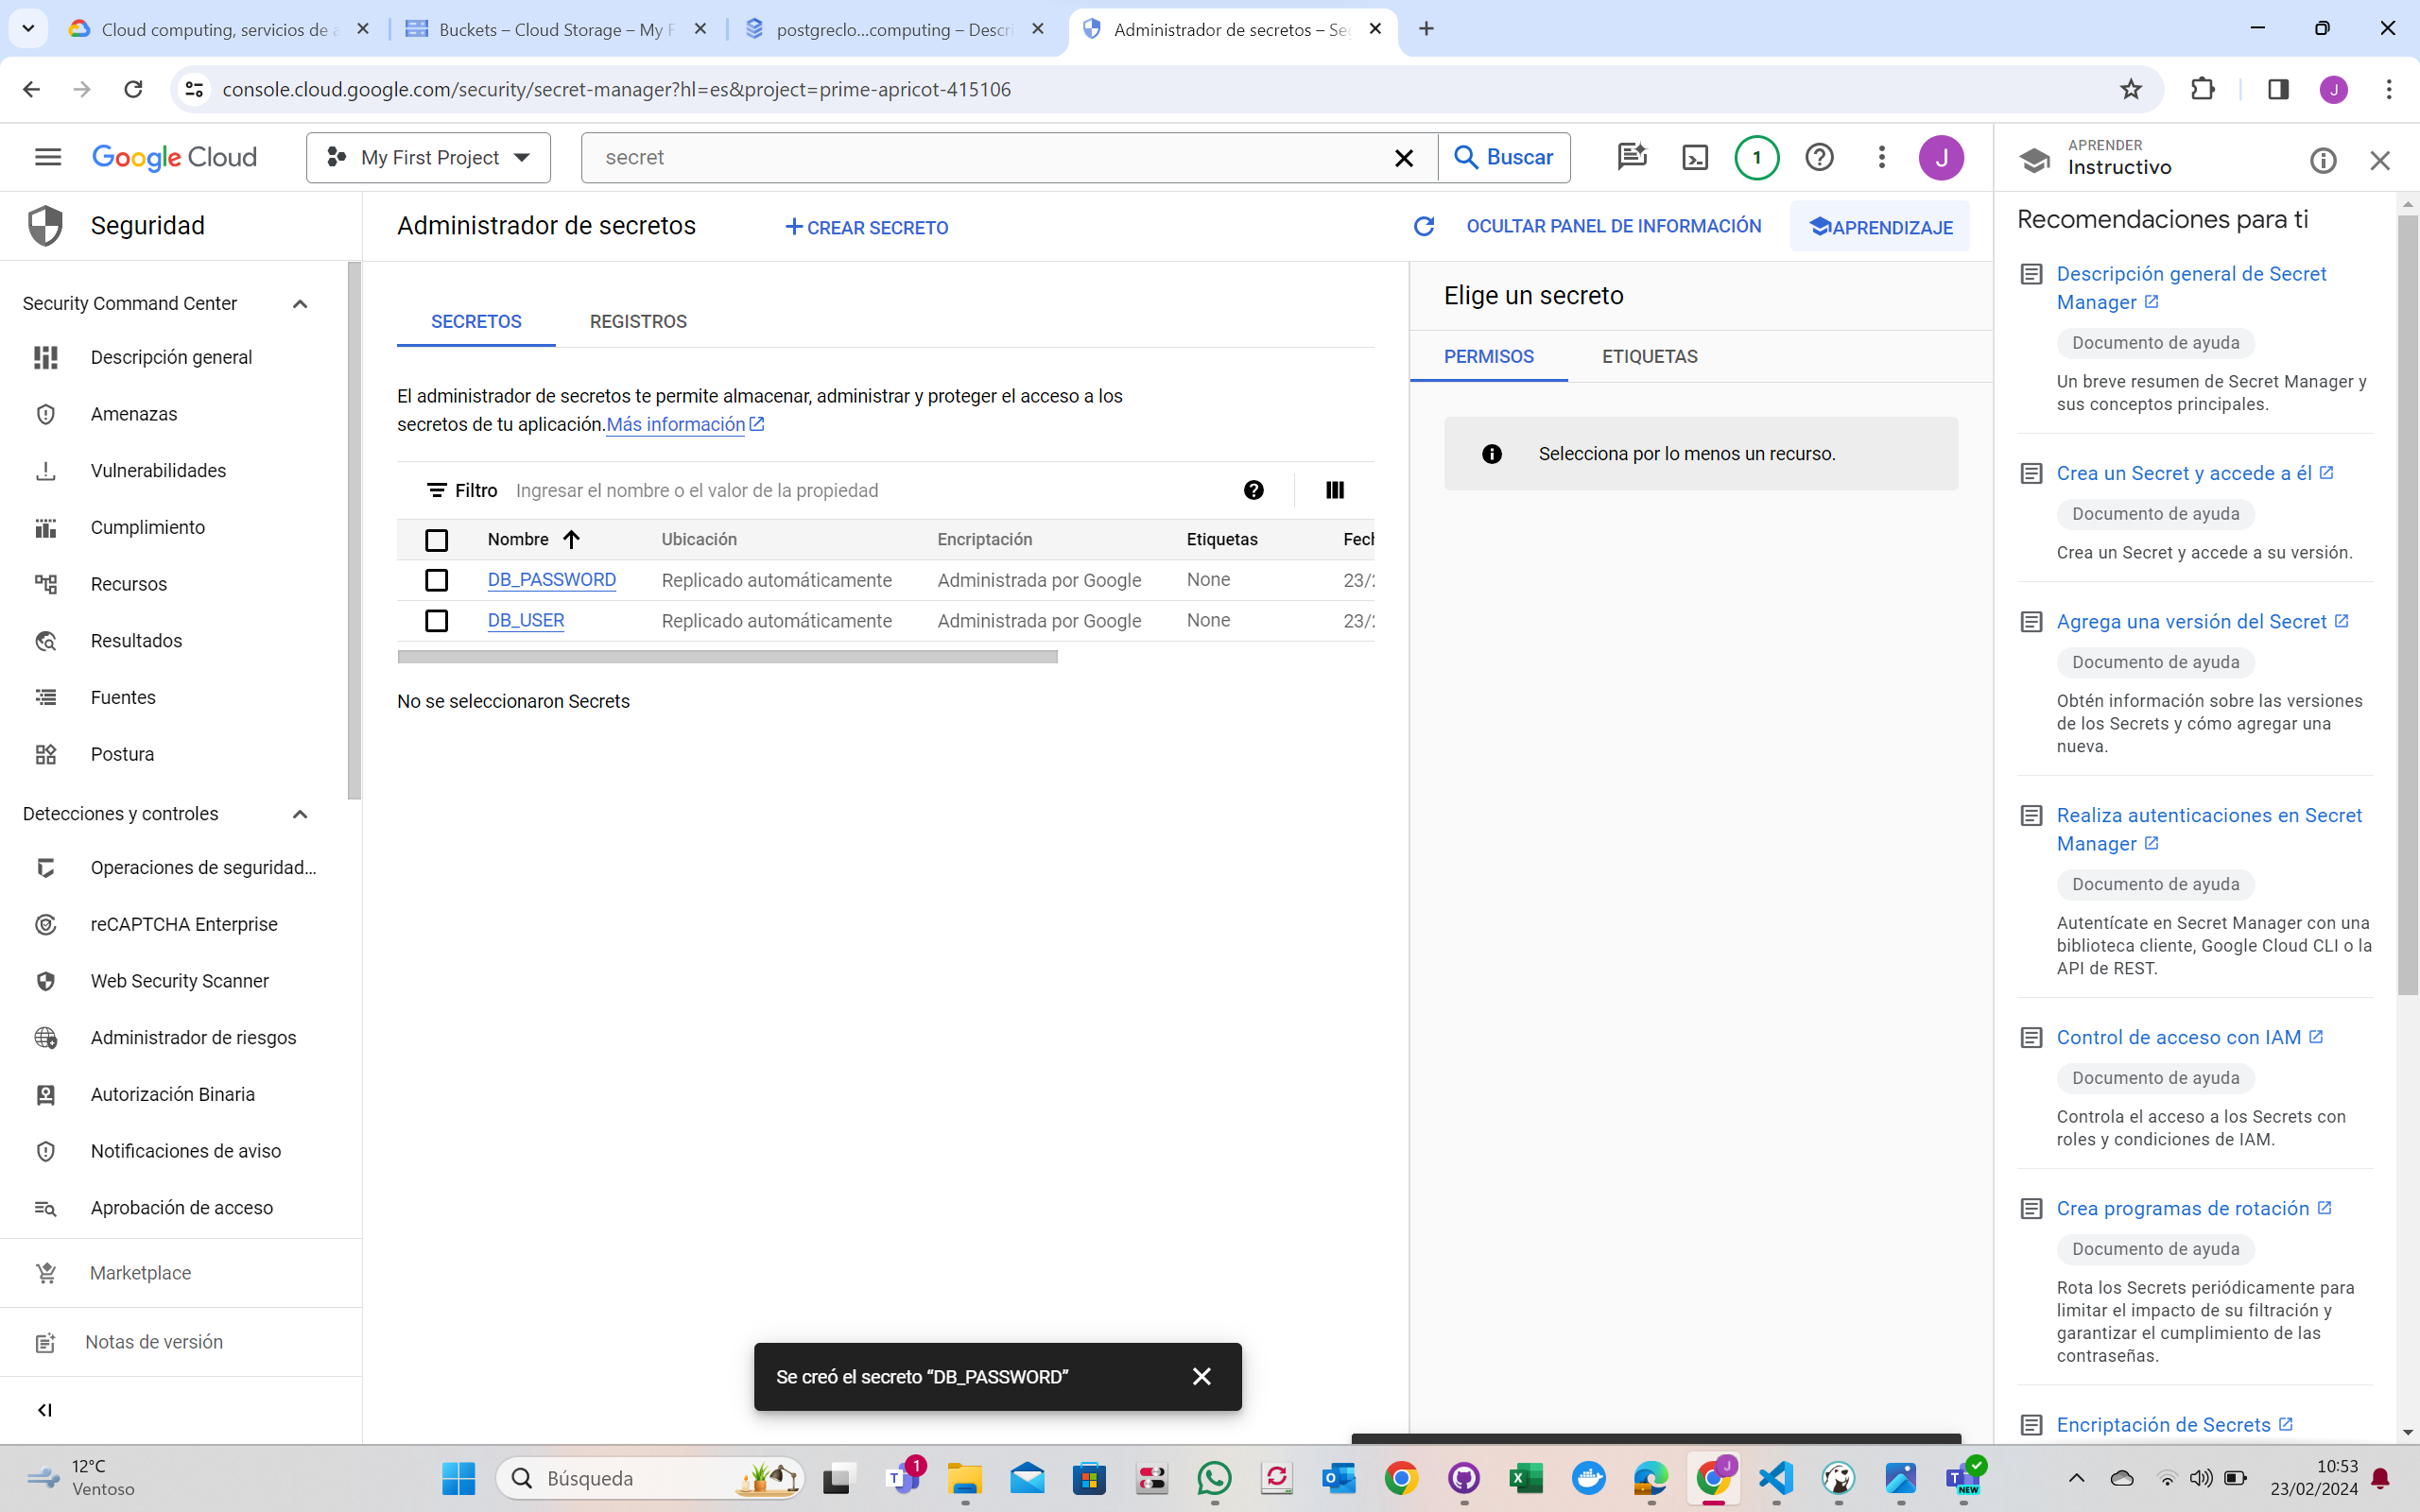 Cloud computing, servicios de a
Buckets – Cloud Storage – My F
postgreclo...computing – Descri
Administrador de secretos – Seg
console.cloud.google.com/security/secret-manager?hl=es&project=prime-apricot-415106
J
Google Cloud
My First Project
secret
Buscar
1
J
APRENDER
Instructivo
Seguridad
Administrador de secretos
CREAR SECRETO
OCULTAR PANEL DE INFORMACIÓN
APRENDIZAJE
Security Command Center
Descripción general
Amenazas
Vulnerabilidades
Cumplimiento
Recursos
Resultados
Fuentes
Postura
Detecciones y controles
Operaciones de seguridad...
reCAPTCHA Enterprise
Web Security Scanner
Administrador de riesgos
Autorización Binaria
Notificaciones de aviso
Aprobación de acceso
Marketplace
Notas de versión
SECRETOS
REGISTROS
El administrador de secretos te permite almacenar, administrar y proteger el acceso a los
secretos de tu aplicación. Más información
Filtro
Ingresar el nombre o el valor de la propiedad
Nombre Ubicación Encriptación Etiquetas Fech
DB_PASSWORD Replicado automáticamente Administrada por Google None 23/2
DB_USER Replicado automáticamente Administrada por Google None 23/2
No se seleccionaron Secrets
Se creó el secreto “DB_PASSWORD”
Elige un secreto
PERMISOS
ETIQUETAS
Selecciona por lo menos un recurso.
Recomendaciones para ti
Descripción general de Secret
Manager
Documento de ayuda
Un breve resumen de Secret Manager y
sus conceptos principales.
Crea un Secret y accede a él
Documento de ayuda
Crea un Secret y accede a su versión.
Agrega una versión del Secret
Documento de ayuda
Obtén información sobre las versiones
de los Secrets y cómo agregar una
nueva.
Realiza autenticaciones en Secret
Manager
Documento de ayuda
Autentícate en Secret Manager con una
biblioteca cliente, Google Cloud CLI o la
API de REST.
Control de acceso con IAM
Documento de ayuda
Controla el acceso a los Secrets con
roles y condiciones de IAM.
Crea programas de rotación
Documento de ayuda
Rota los Secrets periódicamente para
limitar el impacto de su filtración y
garantizar el cumplimiento de las
contraseñas.
Encriptación de Secrets
12°C
Ventoso
Búsqueda
1
J
NEW
10:53
23/02/2024